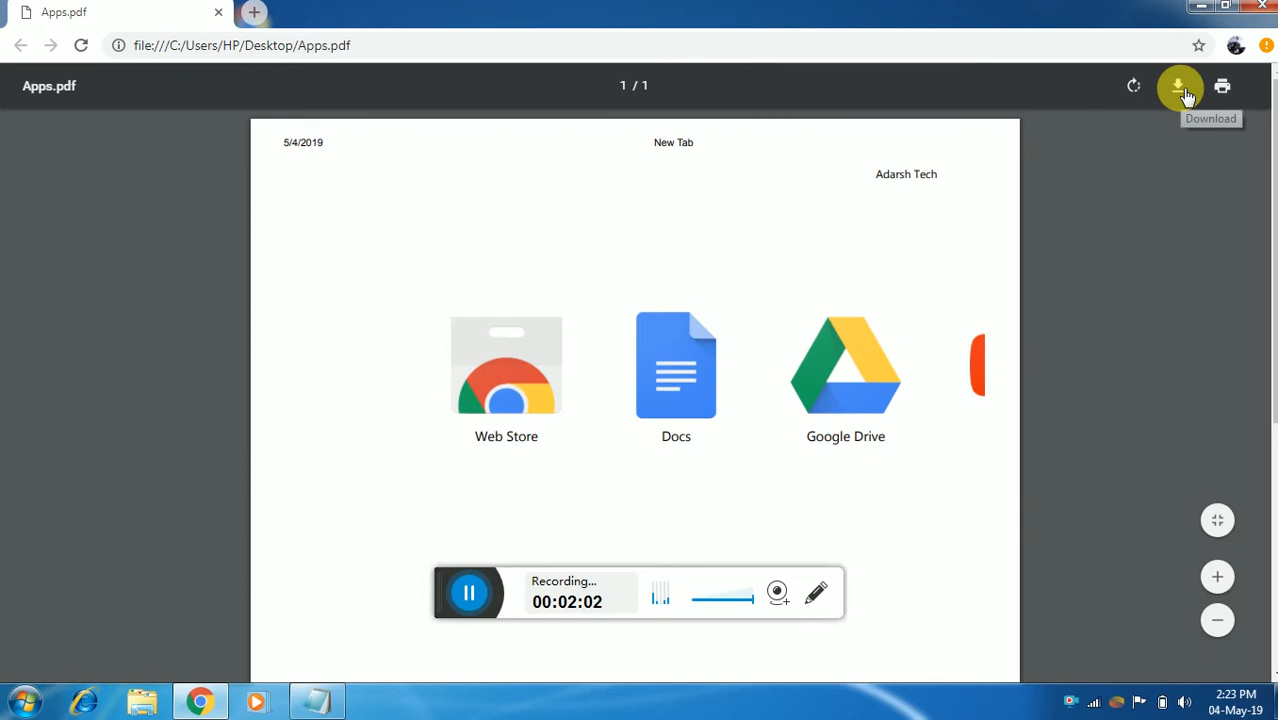 Apps.pdf
file:///C:/Users/HP/Desktop/Apps.pdf
Apps.pdf
1 / 1
Download
5/4/2019
New Tab
Adarsh Tech
Web Store
Docs
Google Drive
Recording...
00:02:02
2:23 PM
04-May-19